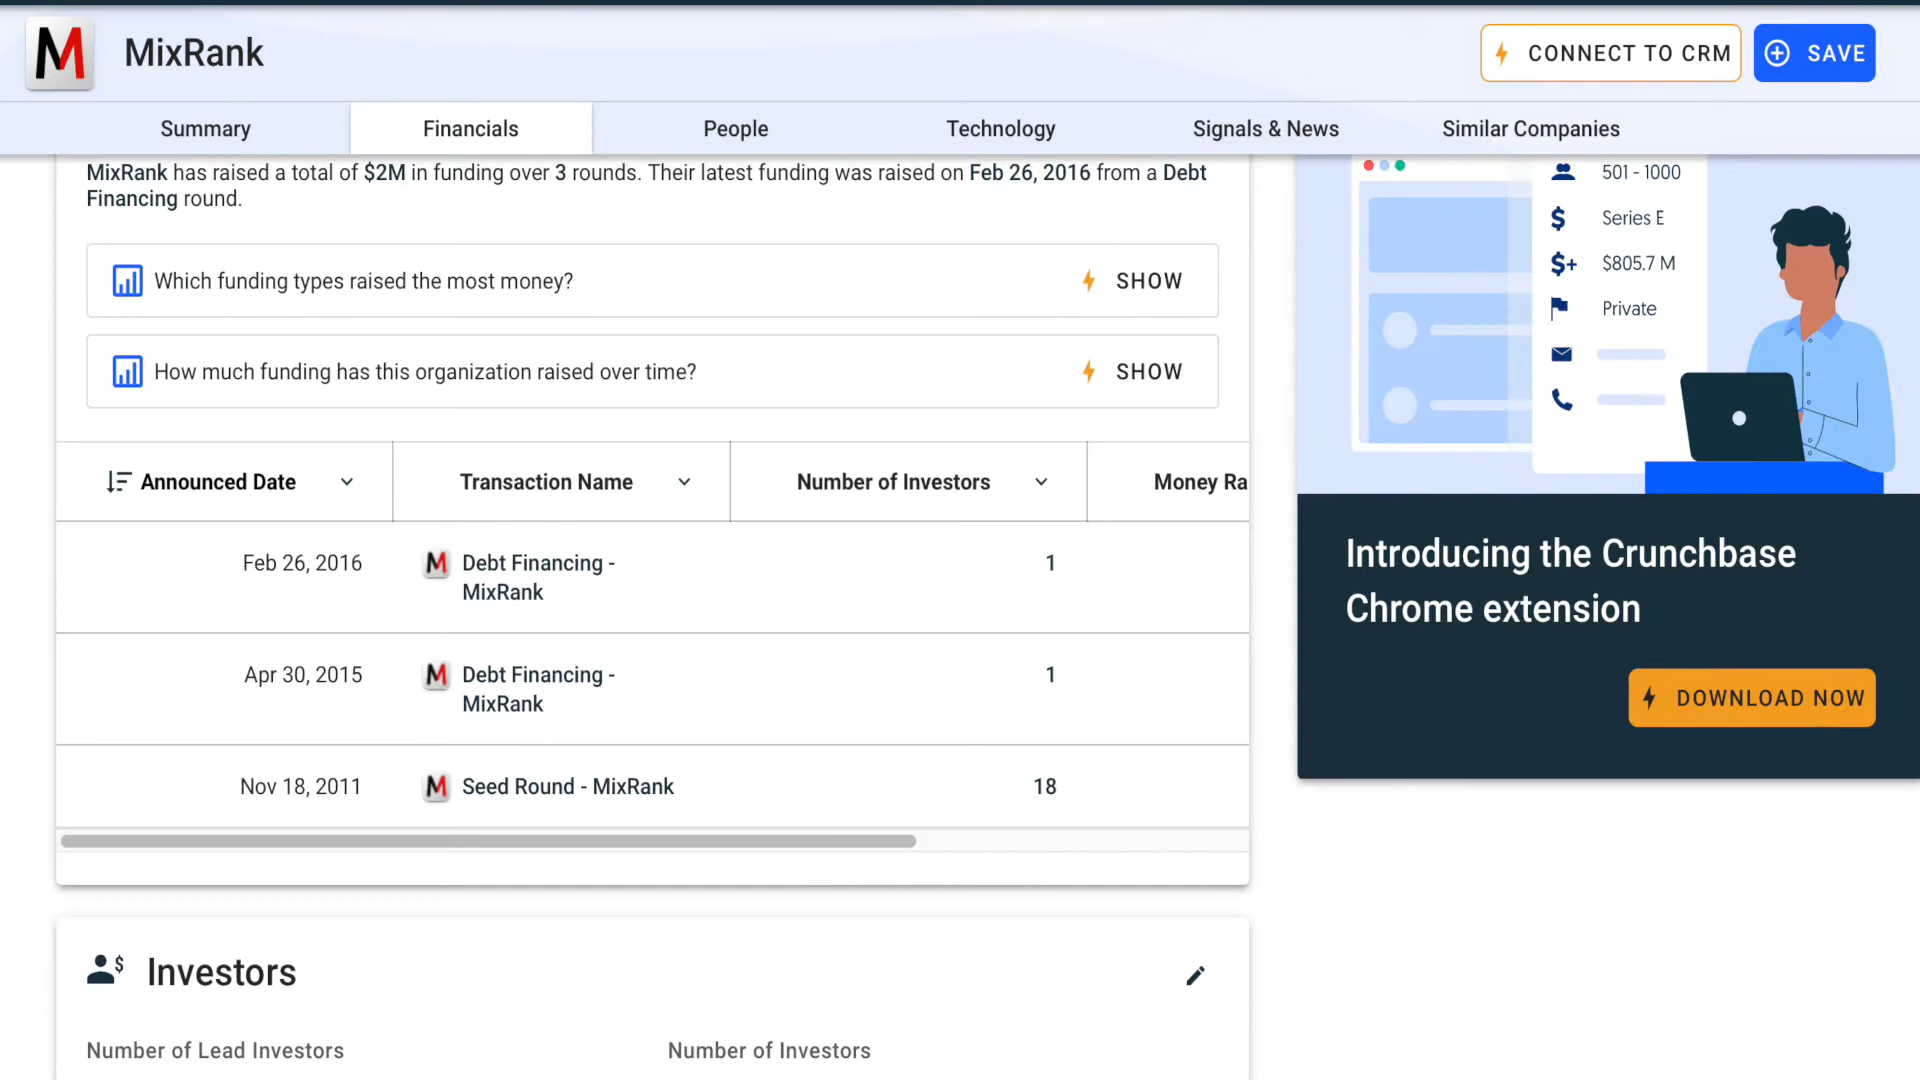 M
MixRank
CONNECT TO CRM
SAVE
Summary
Financials
People
Technology
Signals & News
Similar Companies
MixRank has raised a total of $2M in funding over 3 rounds. Their latest funding was raised on Feb 26, 2016 from a Debt
Financing round.
Which funding types raised the most money?
SHOW
How much funding has this organization raised over time?
SHOW
Announced Date
Transaction Name
Number of Investors
Money Ra
Feb 26, 2016
M
Debt Financing -
MixRank
1
Apr 30, 2015
M
Debt Financing -
MixRank
1
Nov 18, 2011
M
Seed Round - MixRank
18
Investors
Number of Lead Investors
Number of Investors
501 - 1000
$ Series E
$+ $805.7 M
Private
Introducing the Crunchbase
Chrome extension
DOWNLOAD NOW